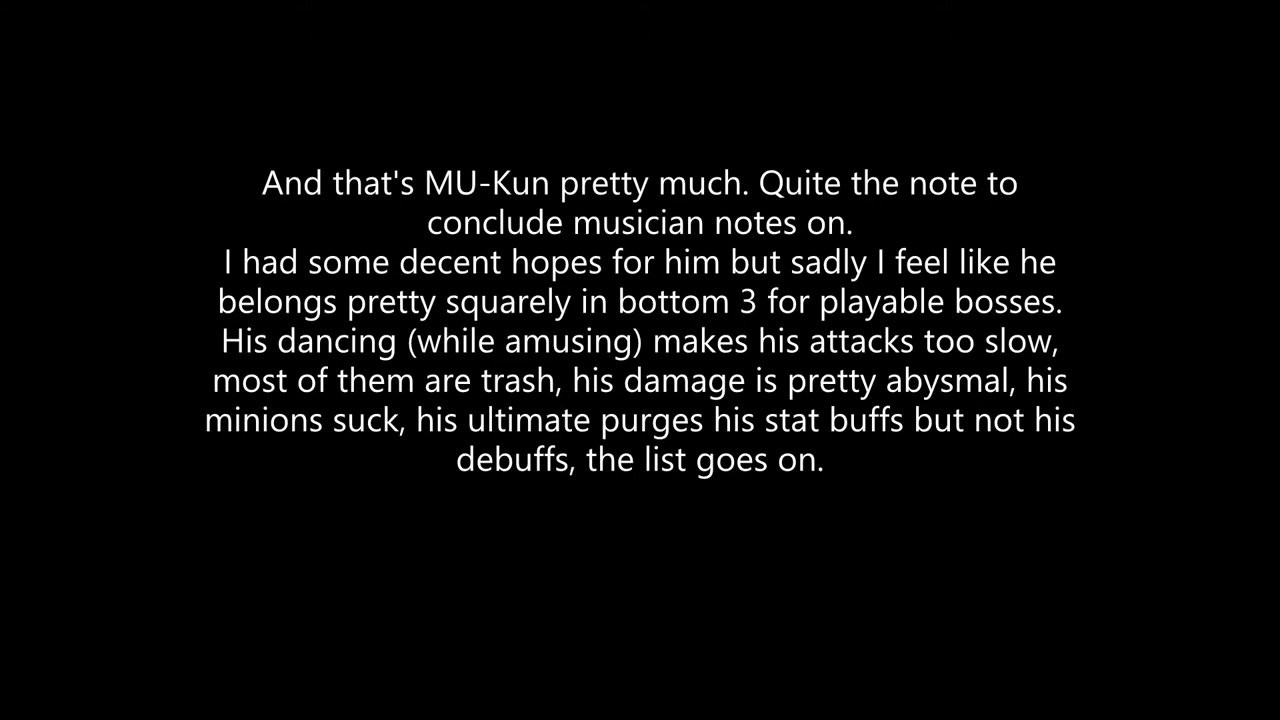 And that's MU-Kun pretty much. Quite the note to
conclude musician notes on.
I had some decent hopes for him but sadly I feel like he
belongs pretty squarely in bottom 3 for playable bosses.
His dancing (while amusing) makes his attacks too slow,
most of them are trash, his damage is pretty abysmal, his
minions suck, his ultimate purges his stat buffs but not his
debuffs, the list goes on.